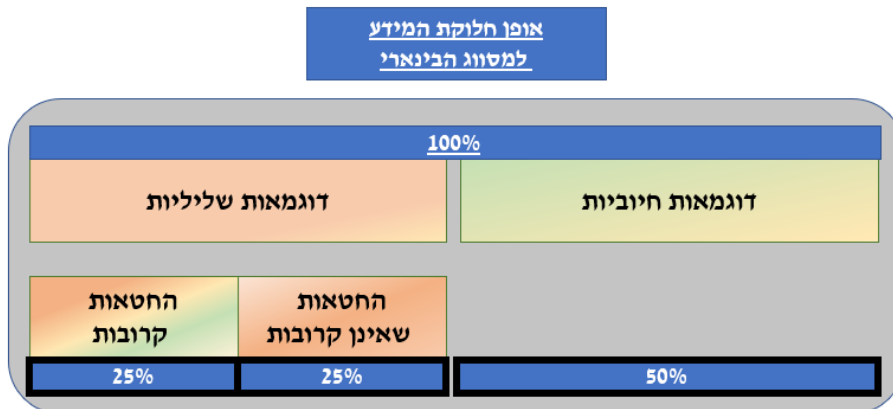 אופן חלוקת המידע
למסווג הבינארי
100%
דוגמאות חיוביות
דוגמאות שליליות
החטאות
שאינן קרובות
החטאות
קרובות
50%
25%
25%